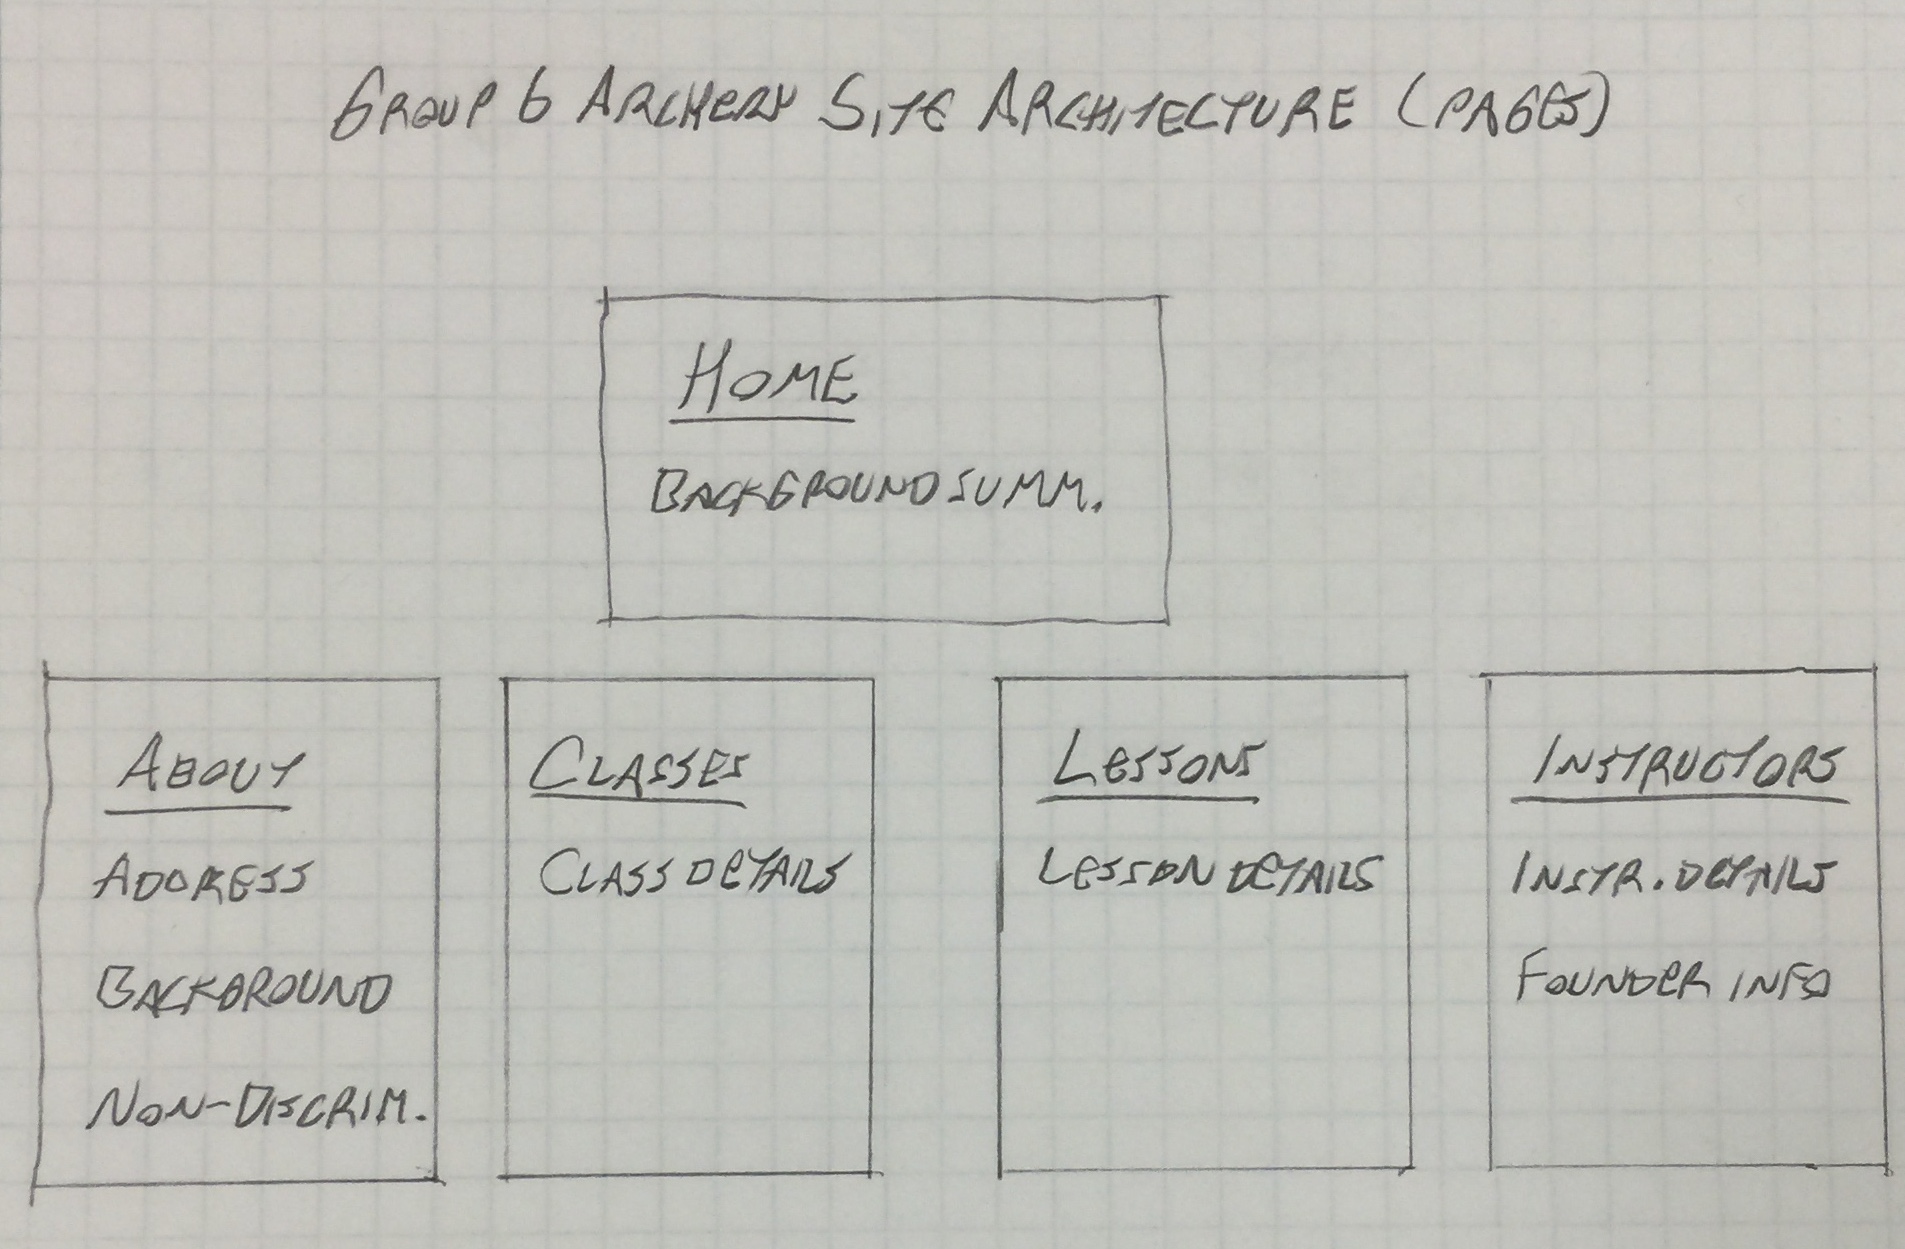 GROUP 6 ARCHERY SITE ARCHITECTURE (PAGES)
HOME
BACKGROUND SUMM.
ABOUT
ADDRESS
BACKGROUND
NON-DISCRIM.
CLASSES
CLASS DETAILS
LESSONS
LESSON DETAILS
INSTRUCTORS
INSTR. DETAILS
FOUNDER INFO